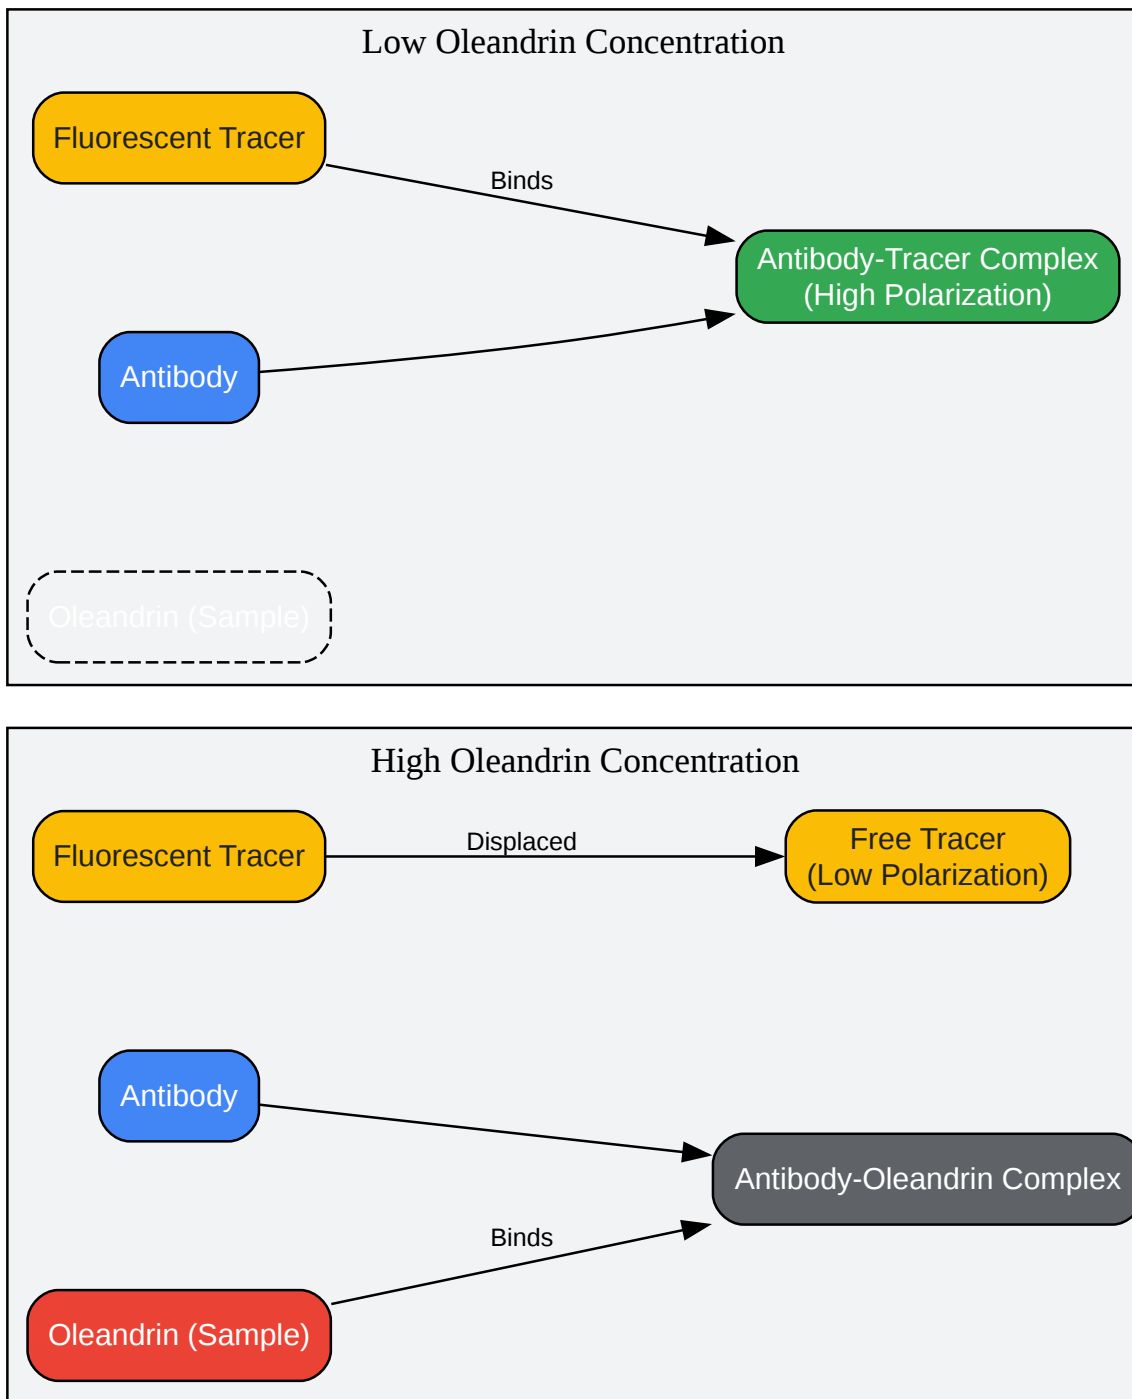 Low Oleandrin Concentration
Fluorescent Tracer
Binds
Antibody-Tracer Complex
(High Polarization)
Antibody
Oleandrin (Sample)
High Oleandrin Concentration
Fluorescent Tracer
Displaced
Free Tracer
(Low Polarization)
Antibody
Antibody-Oleandrin Complex
Binds
Oleandrin (Sample)